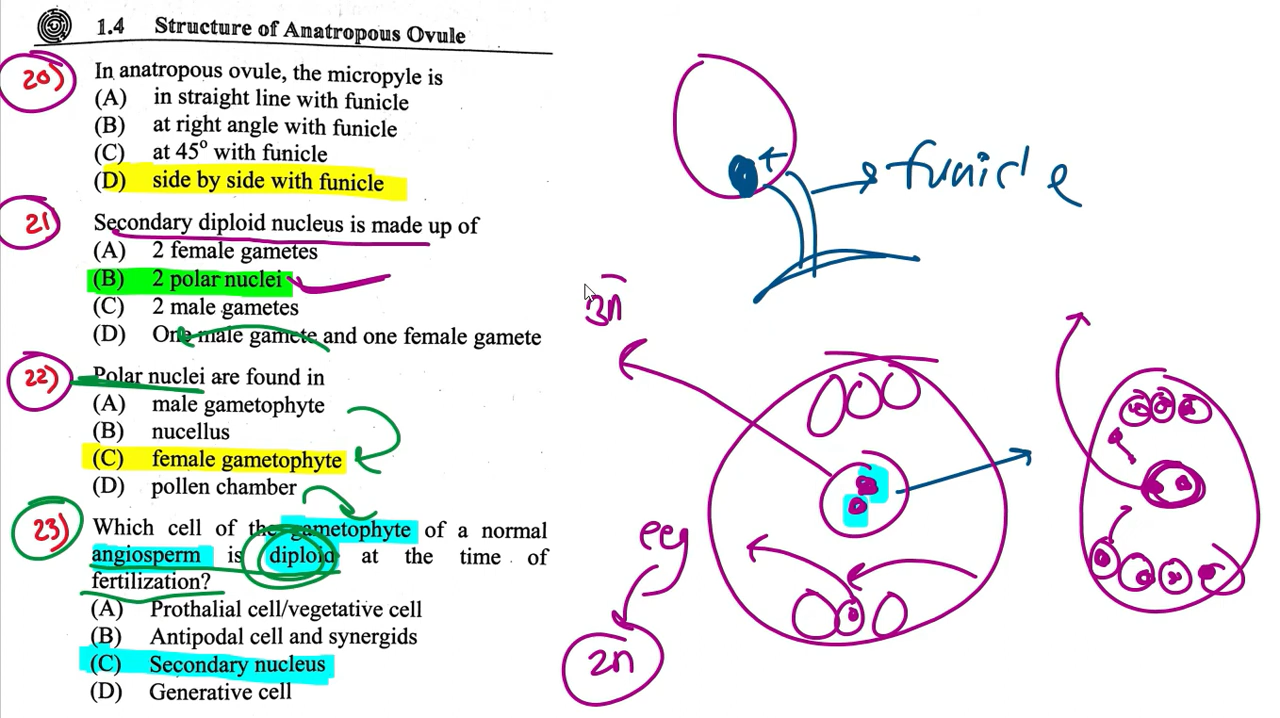 1.4 Structure of Anatropous Ovule
20) In anatropous ovule, the micropyle is
(A) in straight line with funicle
(B) at right angle with funicle
(C) at 45° with funicle
(D) side by side with funicle
21 Secondary diploid nucleus is made up of
(A) 2 female gametes
(B) 2 polar nuclei
(C) 2 male gametes
(D) One male gamete and one female gamete
22) Polar nuclei are found in
(A) male gametophyte
(B) nucellus
(C) female gametophyte
(D) pollen chamber
23) Which cell of the gametophyte of a normal
angiosperm is diploid at the time of
fertilization?
(A) Prothalial cell/vegetative cell
(B) Antipodal cell and synergids
(C) Secondary nucleus
(D) Generative cell
funicle
3n
egg
2n